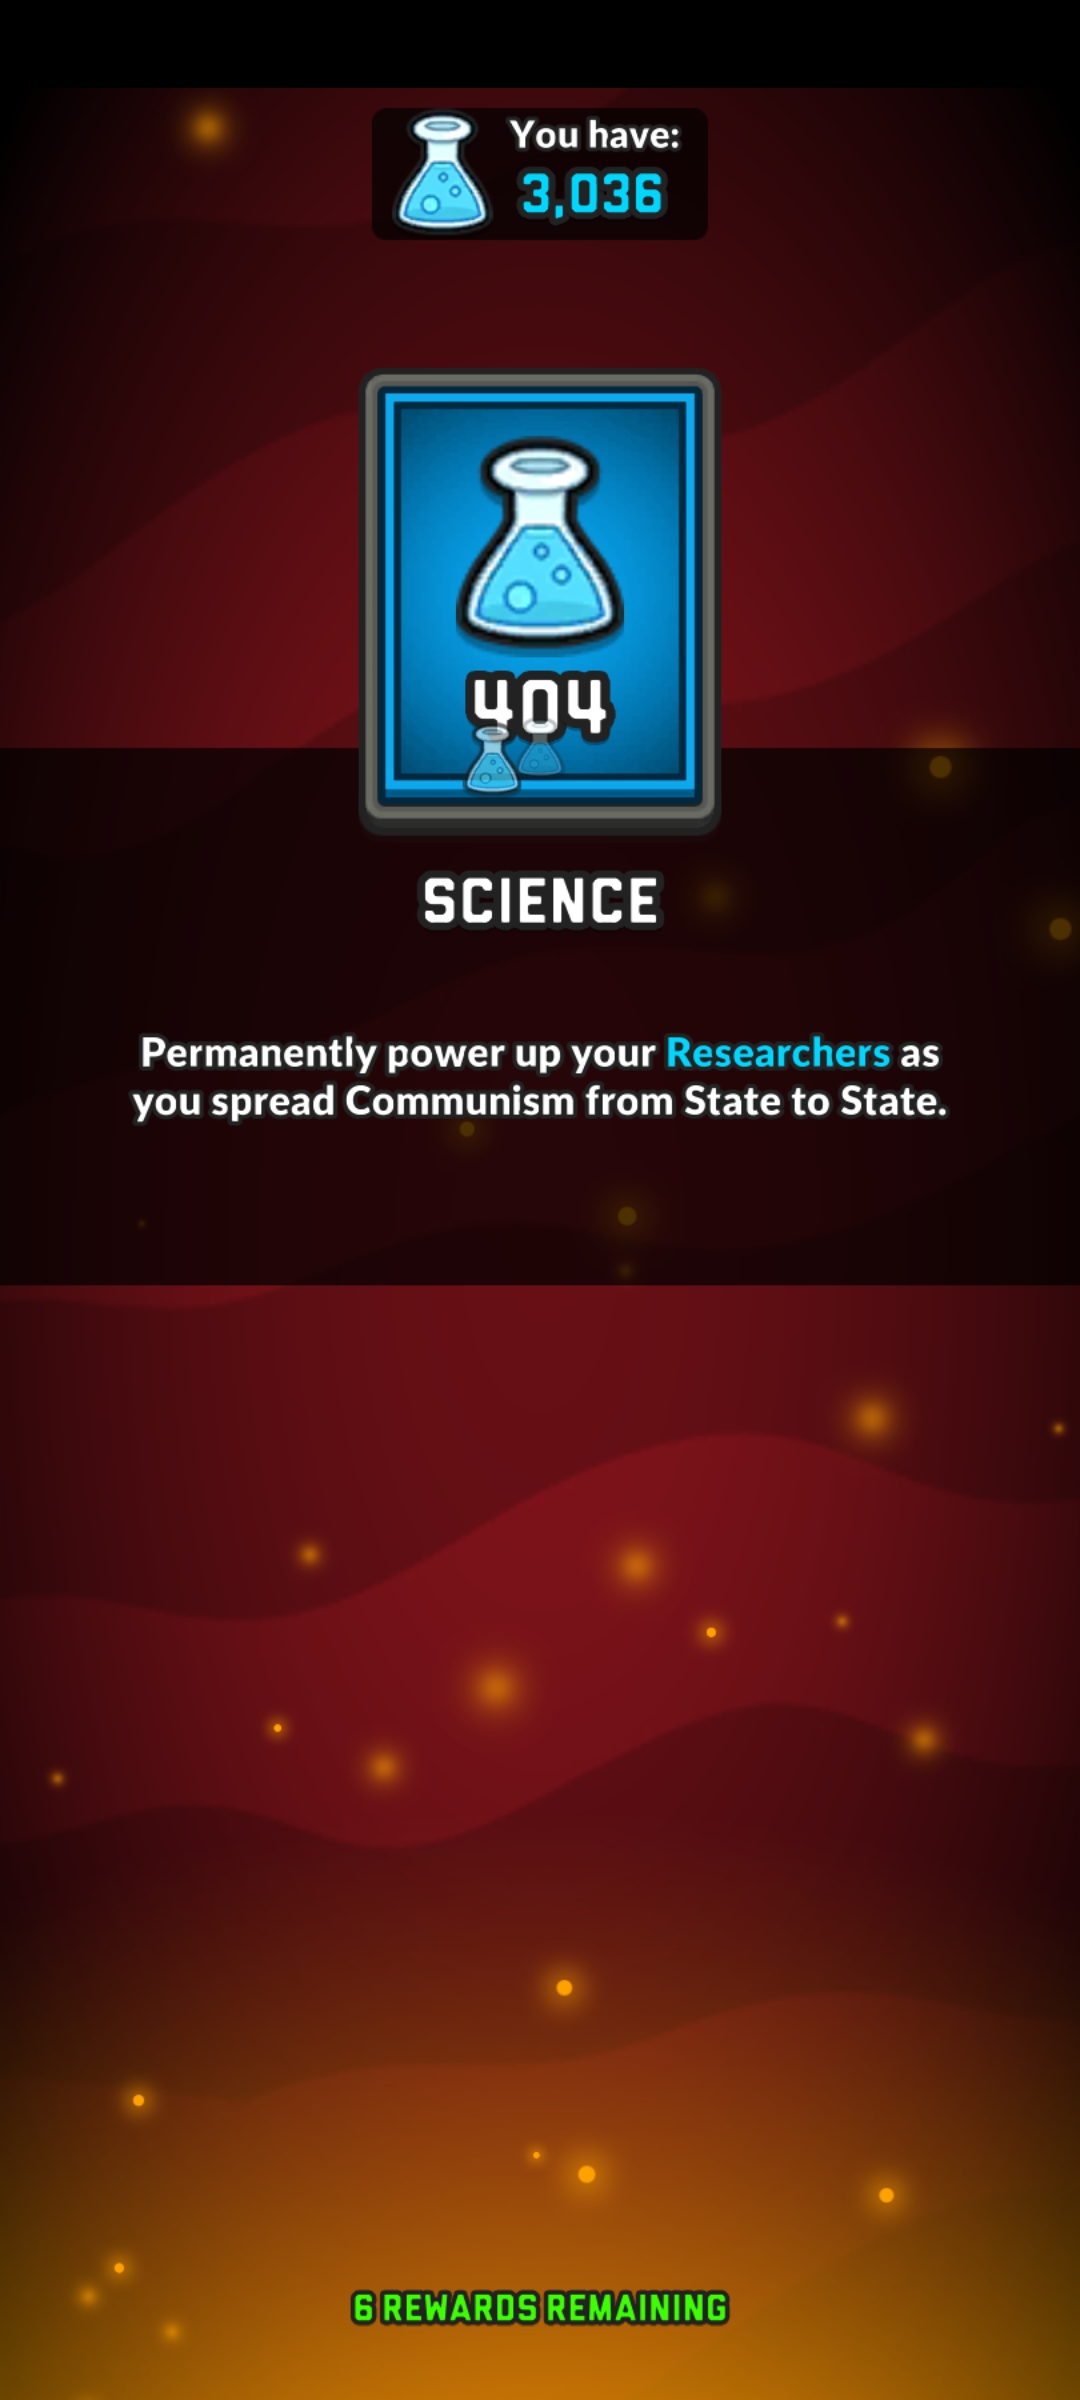 You have:
3,036
404
SCIENCE
Permanently power up your Researchers as
you spread Communism from State to State.
6 REWARDS REMAINING